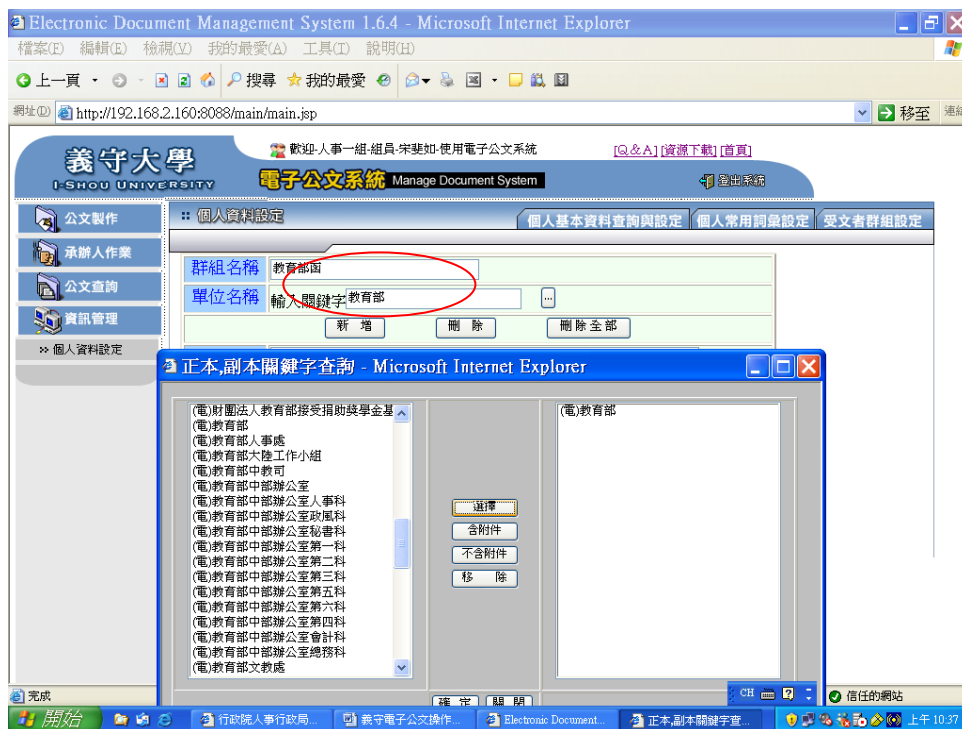 Electronic Document Management System 1.6.4 - Microsoft Internet Explorer
檔案(F) 編輯(E) 檢視(V) 我的最愛(A) 工具(T) 說明(H)
上一頁 搜尋 我的最愛
網址(D) http://192.168.2.160:8088/main/main.jsp 移至 連結
義守大學
I-SHOU UNIVERSITY
歡迎-人事一組-組員-宋斐如-使用電子公文系統 [Q & A] [資源下載] [首頁]
電子公文系統 Manage Document System 登出系統
公文製作
承辦人作業
公文查詢
資訊管理
個人資料設定
個人資料設定 個人基本資料查詢與設定 個人常用詞彙設定 受文者群組設定
群組名稱 教育部函
單位名稱 輸入關鍵字 教育部 ...
新 增 刪 除 刪除全部
正本,副本關鍵字查詢 - Microsoft Internet Explorer
(電)財團法人教育部接受捐助獎學金基
(電)教育部
(電)教育部人事處
(電)教育部大陸工作小組
(電)教育部中教司
(電)教育部中部辦公室
(電)教育部中部辦公室人事科
(電)教育部中部辦公室政風科
(電)教育部中部辦公室秘書科
(電)教育部中部辦公室第一科
(電)教育部中部辦公室第二科
(電)教育部中部辦公室第三科
(電)教育部中部辦公室第五科
(電)教育部中部辦公室第六科
(電)教育部中部辦公室第四科
(電)教育部中部辦公室會計科
(電)教育部中部辦公室總務科
(電)教育部文教處
選擇
含附件
不含附件
移 除
(電)教育部
確 定 關 閉
完成 CH 信任的網站
開始 行政院人事行政局... 義守電子公文操作... Electronic Document... 正本,副本關鍵字查... 上午 10:37